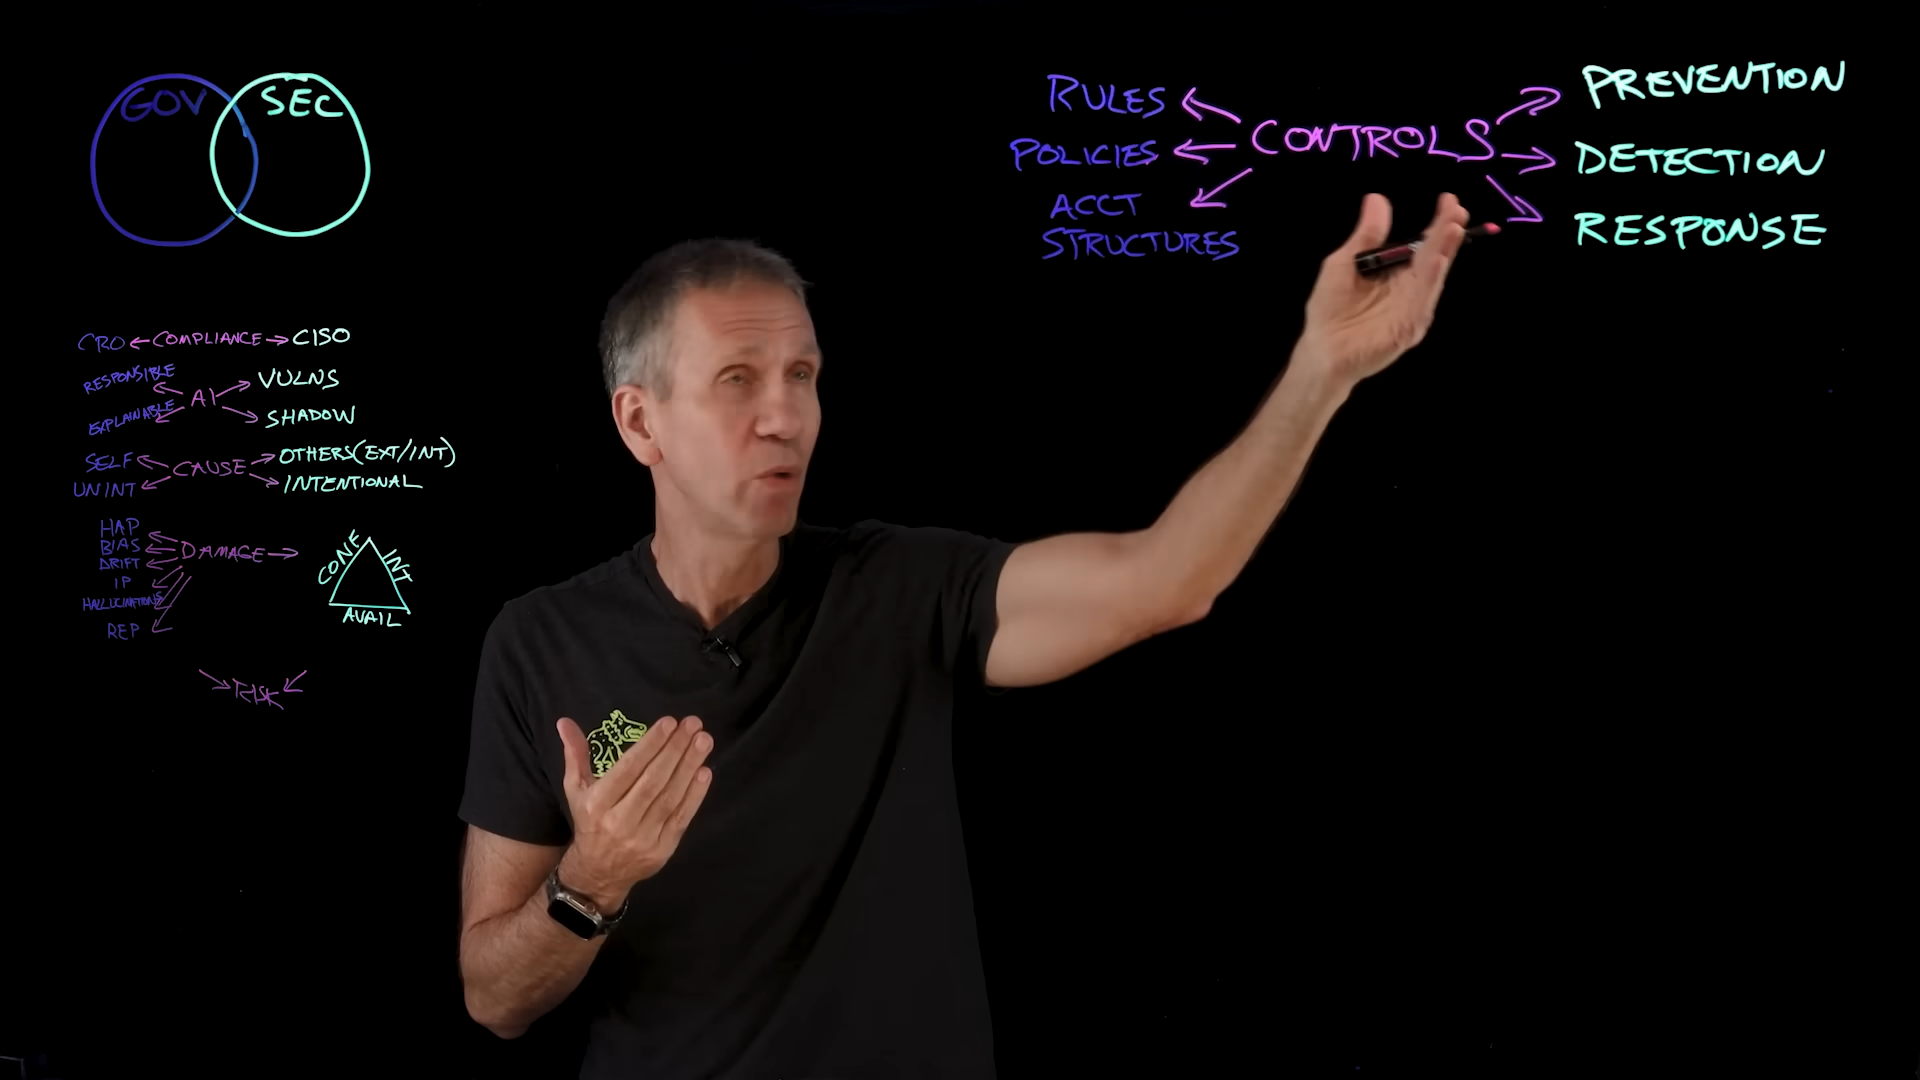 GOV SEC
CRO COMPLIANCE CISO
RESPONSIBLE
EXPLAINABLE
AI
VULNS
SHADOW
SELF
UNINT
CAUSE
OTHERS(EXT/INT)
INTENTIONAL
HAP
BIAS
DRIFT
IP
HALLUCINATIONS
REP
DAMAGE
CONF
INT
AVAIL
RISK
RULES
POLICIES
ACCT
STRUCTURES
CONTROLS
PREVENTION
DETECTION
RESPONSE